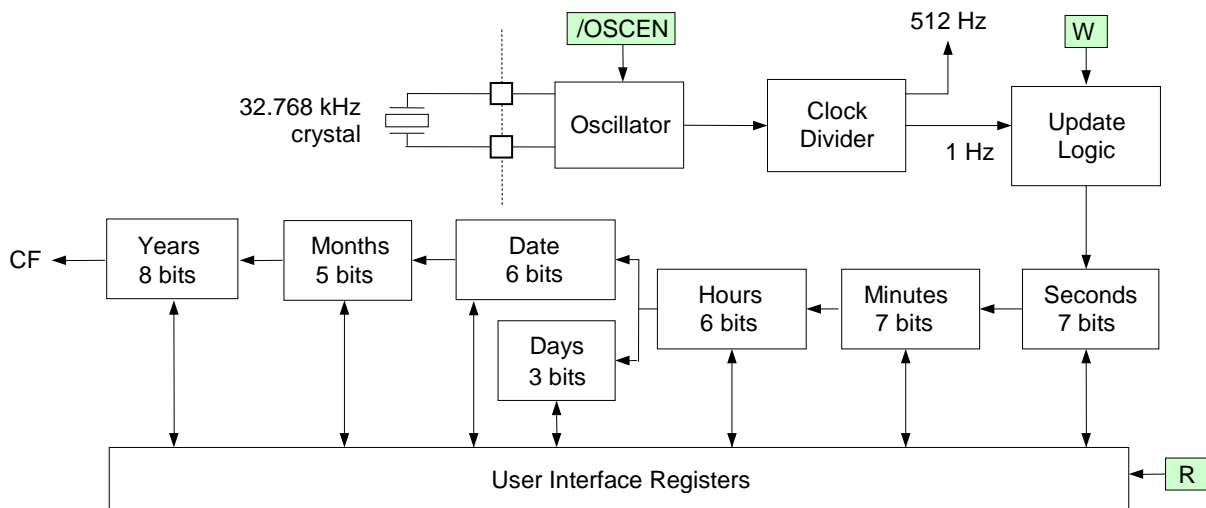 /OSCEN
512 Hz
W
32.768 kHz
crystal
Oscillator
Clock
Divider
1 Hz
Update
Logic
CF
Years
8 bits
Months
5 bits
Date
6 bits
Days
3 bits
Hours
6 bits
Minutes
7 bits
Seconds
7 bits
User Interface Registers
R